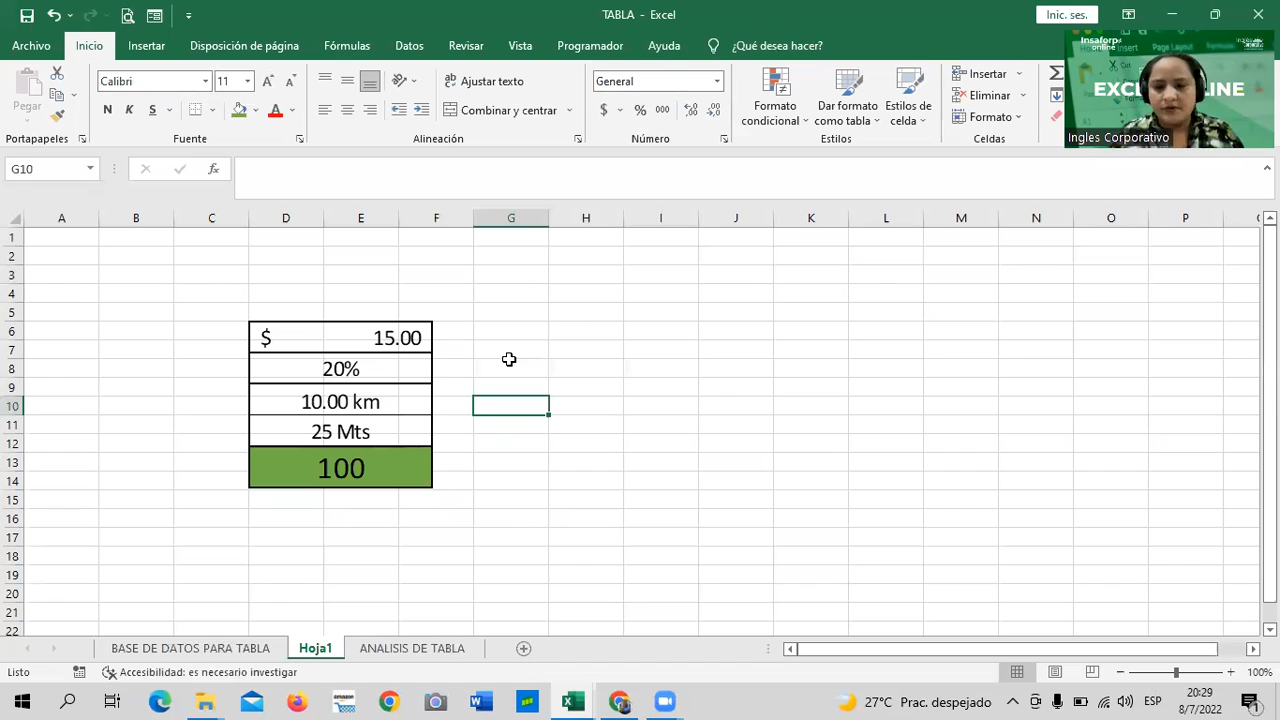 TABLA - Excel
Inic. ses.
Archivo Inicio Insertar Disposición de página Fórmulas Datos Revisar Vista Programador Ayuda ¿Qué desea hacer?
Pegar
Calibri 11
N K S
Ajustar texto
Combinar y centrar
General
$ % 000
Formato condicional
Dar formato como tabla
Estilos de celda
Insertar
Eliminar
Formato
Portapapeles Fuente Alineación Número Estilos Celdas
Insaforp online
Ingles Corporativo
G10
fx
A B C D E F G H I J K L M N O P
1
2
3
4
5
6
7
8
9
10
11
12
13
14
15
16
17
18
19
20
21
22
$ 15.00
20%
10.00 km
25 Mts
100
BASE DE DATOS PARA TABLA Hoja1 ANALISIS DE TABLA
Listo Accesibilidad: es necesario investigar 100%
27°C Prac. despejado ESP 20:29
8/7/2022